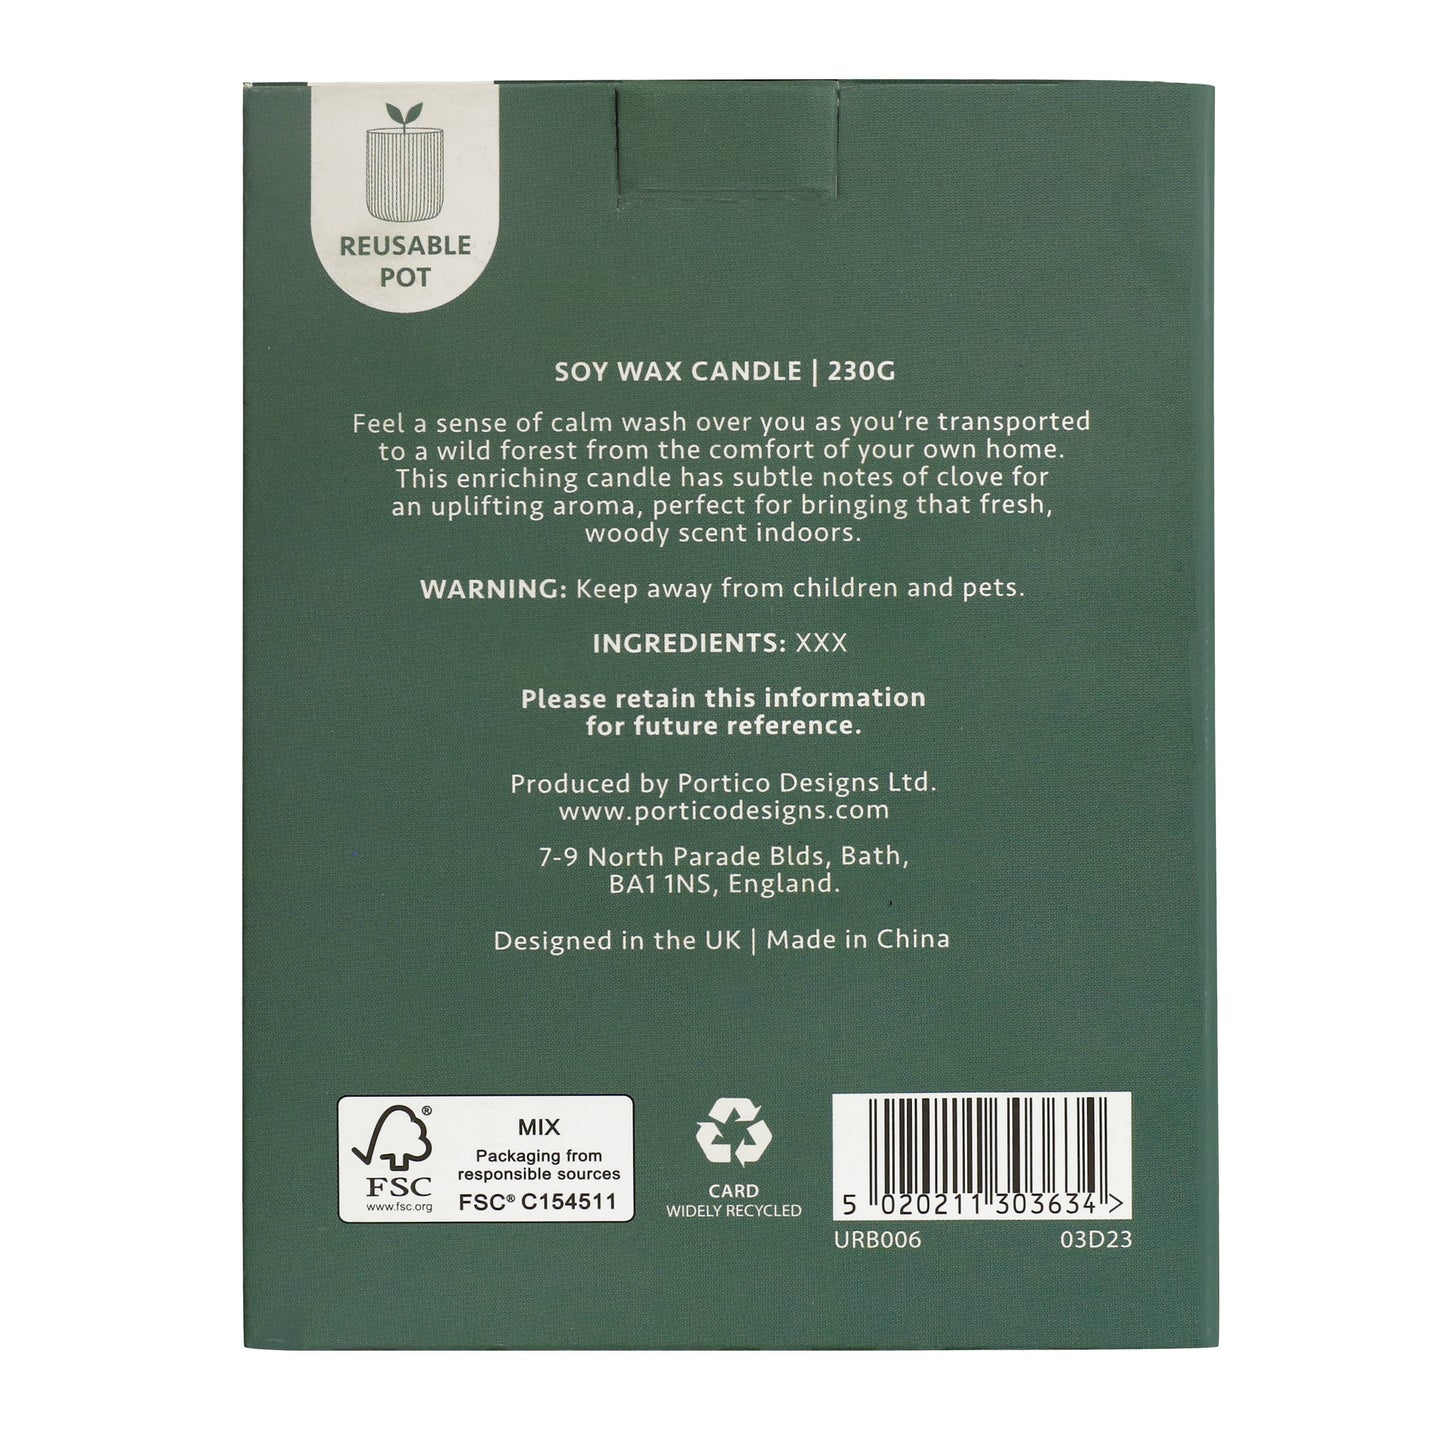 REUSABLE
POT
SOY WAX CANDLE | 230G
Feel a sense of calm wash over you as you're transported
to a wild forest from the comfort of your own home.
This enriching candle has subtle notes of clove for
an uplifting aroma, perfect for bringing that fresh,
woody scent indoors.
WARNING: Keep away from children and pets.
INGREDIENTS: XXX
Please retain this information
for future reference.
Produced by Portico Designs Ltd.
www.porticodesigns.com
7-9 North Parade Blds, Bath,
BA1 1NS, England.
Designed in the UK | Made in China
®
FSC
www.fsc.org
MIX
Packaging from
responsible sources
FSC® C154511
CARD
WIDELY RECYCLED
5 020211 303634 >
URB006 03D23